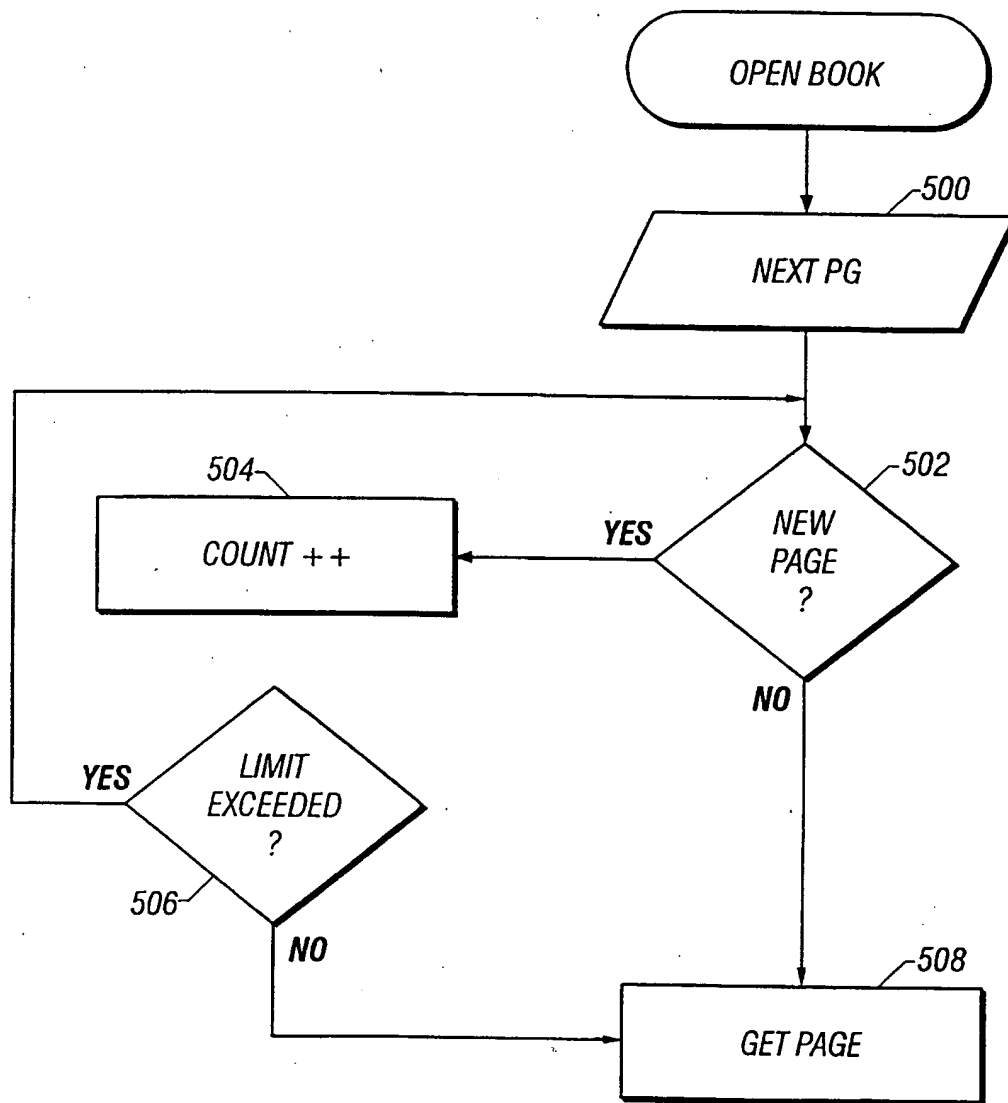 OPEN BOOK
500
NEXT PG
504
502
COUNT + +
YES
NEW
PAGE
?
NO
YES
LIMIT
EXCEEDED
?
506
NO
508
GET PAGE